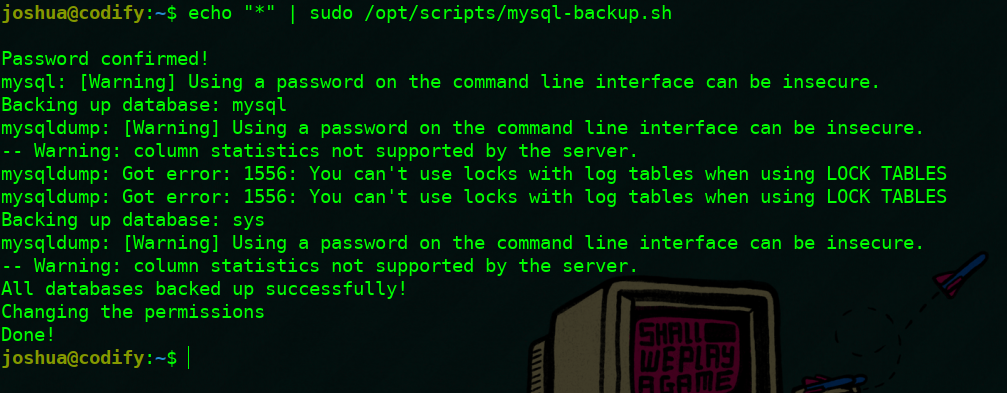 joshua@codify:~$ echo "*" | sudo /opt/scripts/mysql-backup.sh
Password confirmed!
mysql: [Warning] Using a password on the command line interface can be insecure.
Backing up database: mysql
mysqldump: [Warning] Using a password on the command line interface can be insecure.
-- Warning: column statistics not supported by the server.
mysqldump: Got error: 1556: You can't use locks with log tables when using LOCK TABLES
mysqldump: Got error: 1556: You can't use locks with log tables when using LOCK TABLES
Backing up database: sys
mysqldump: [Warning] Using a password on the command line interface can be insecure.
-- Warning: column statistics not supported by the server.
All databases backed up successfully!
Changing the permissions
Done!
joshua@codify:~$
SHALL
WE PLAY
A GAME